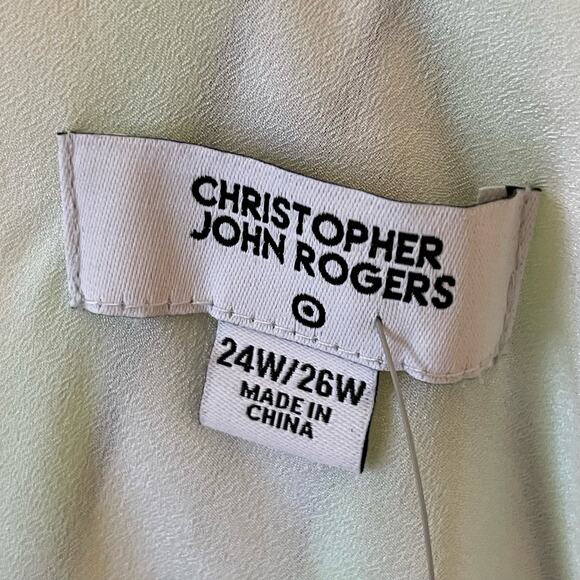 CHRISTOPHER
JOHN ROGERS
24W/26W
MADE IN
CHINA